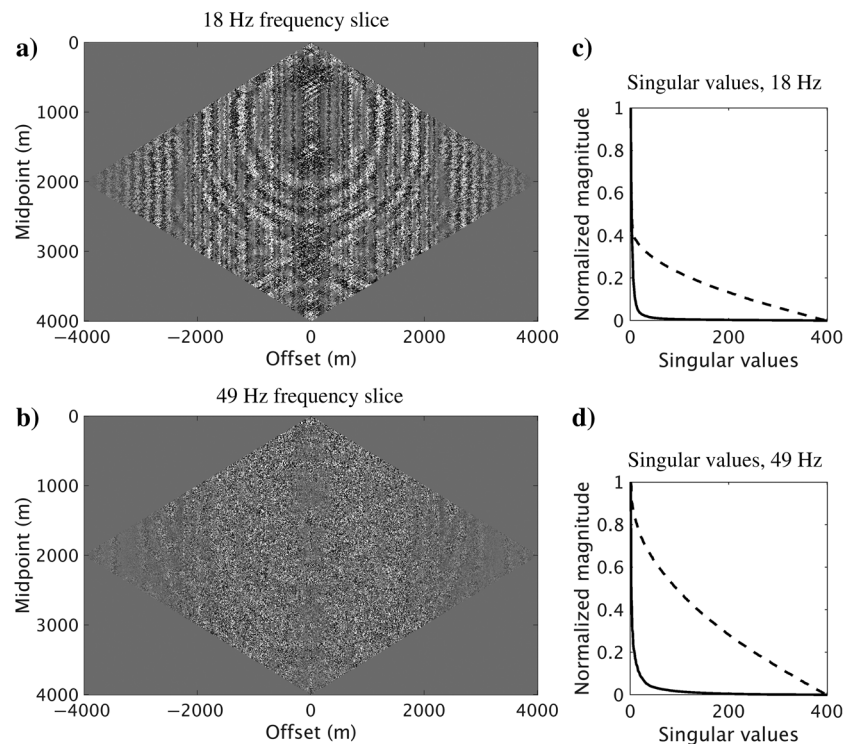 18 Hz frequency slice
a)
0
1000
2000
3000
4000
Midpoint (m)
−4000 −2000 0 2000 4000
Offset (m)
c)
Singular values, 18 Hz
1
0.8
0.6
0.4
0.2
0
Normalized magnitude
0 200 400
Singular values
49 Hz frequency slice
b)
0
1000
2000
3000
4000
Midpoint (m)
−4000 −2000 0 2000 4000
Offset (m)
d)
Singular values, 49 Hz
1
0.8
0.6
0.4
0.2
0
Normalized magnitude
0 200 400
Singular values